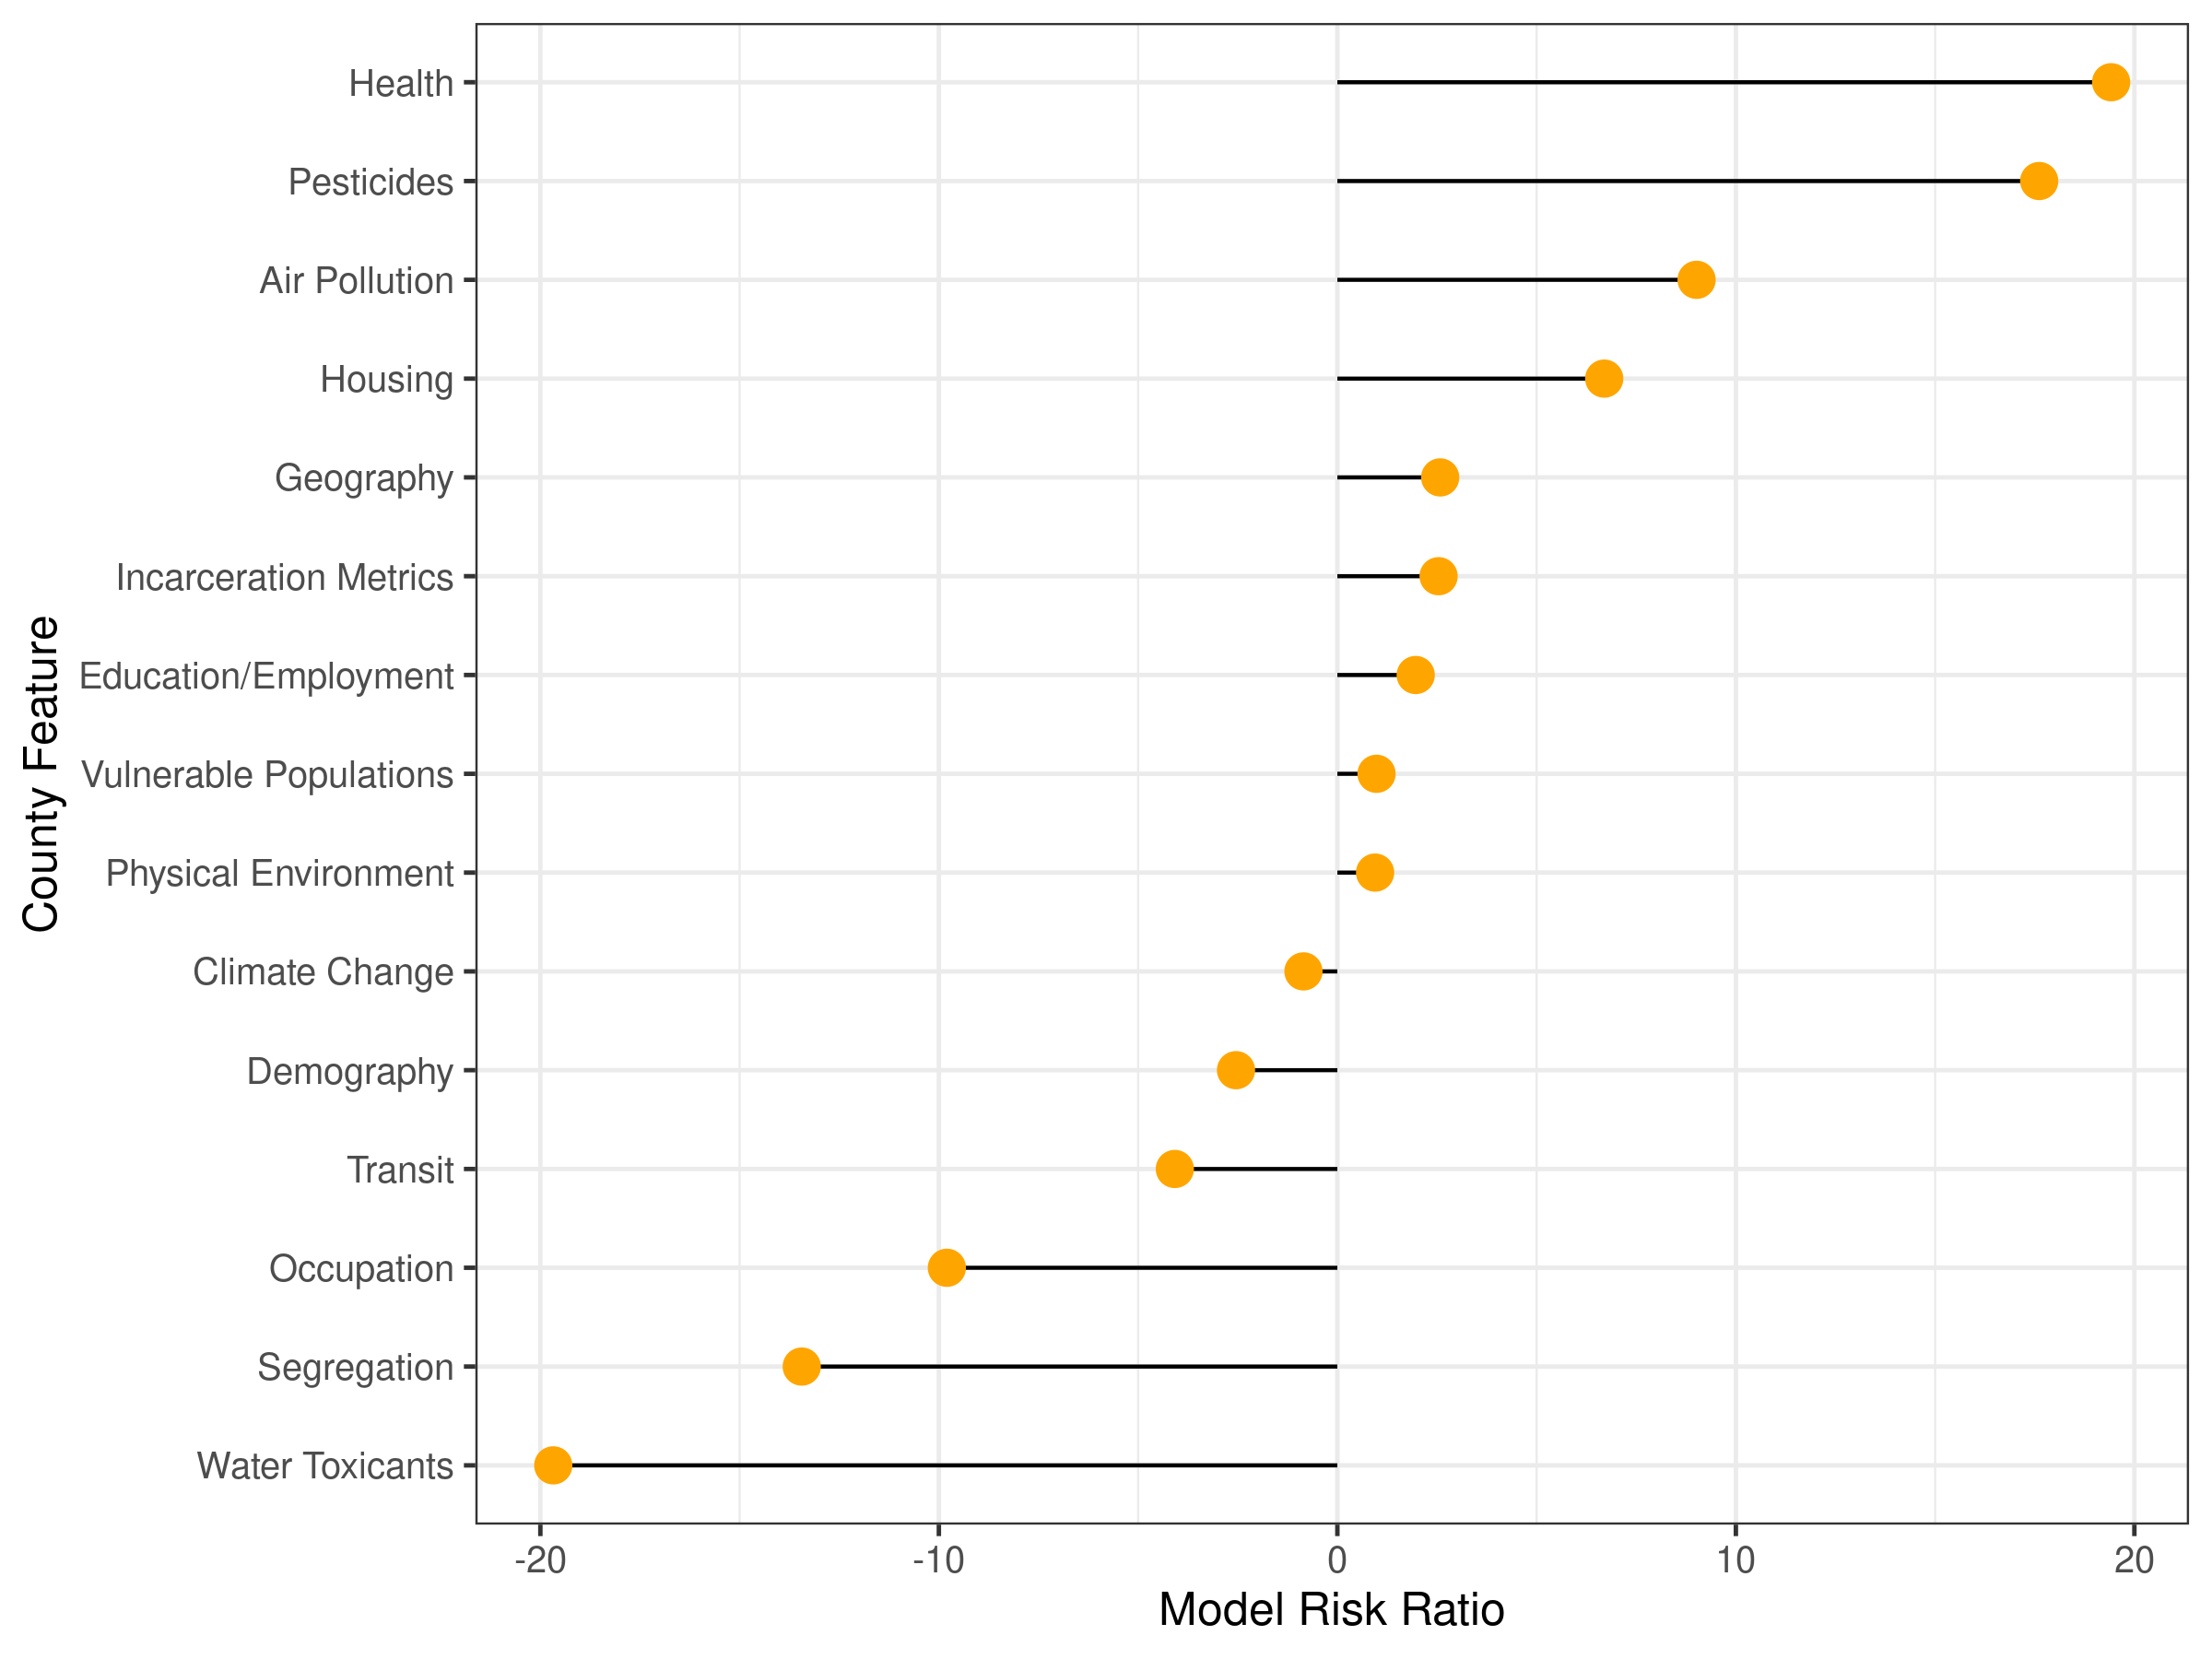 Health
Pesticides
Air Pollution
Housing
Geography
Incarceration Metrics
Education/Employment
Vulnerable Populations
Physical Environment
Climate Change
Demography
Transit
Occupation
Segregation
Water Toxicants
County Feature
-20 -10 0 10 20
Model Risk Ratio